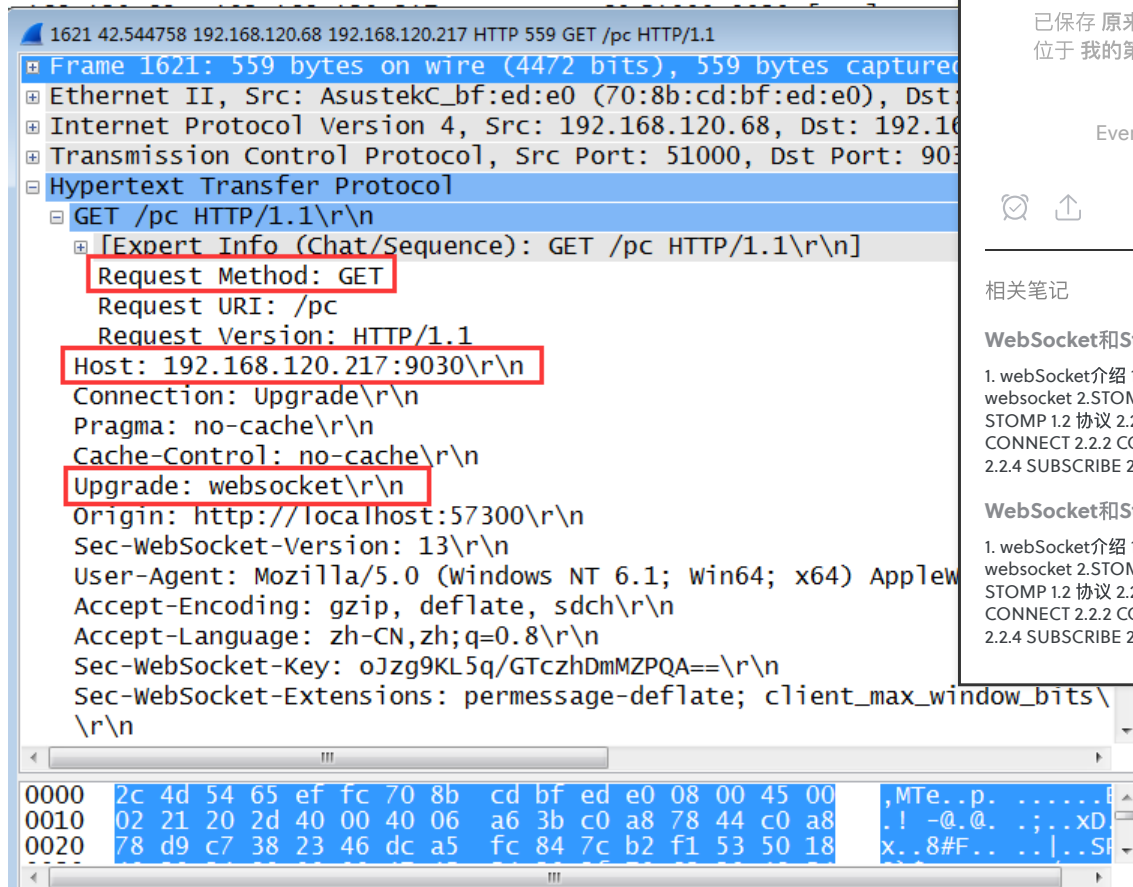 1621 42.544758 192.168.120.68 192.168.120.217 HTTP 559 GET /pc HTTP/1.1
Frame 1621: 559 bytes on wire (4472 bits), 559 bytes captured
Ethernet II, Src: AsustekC_bf:ed:e0 (70:8b:cd:bf:ed:e0), Dst:
Internet Protocol Version 4, Src: 192.168.120.68, Dst: 192.16
Transmission Control Protocol, Src Port: 51000, Dst Port: 903
Hypertext Transfer Protocol
GET /pc HTTP/1.1\r\n
[Expert Info (Chat/Sequence): GET /pc HTTP/1.1\r\n]
Request Method: GET
Request URI: /pc
Request Version: HTTP/1.1
Host: 192.168.120.217:9030\r\n
Connection: Upgrade\r\n
Pragma: no-cache\r\n
Cache-Control: no-cache\r\n
Upgrade: websocket\r\n
Origin: http://localhost:57300\r\n
Sec-WebSocket-Version: 13\r\n
User-Agent: Mozilla/5.0 (Windows NT 6.1; Win64; x64) AppleW
Accept-Encoding: gzip, deflate, sdch\r\n
Accept-Language: zh-CN,zh;q=0.8\r\n
Sec-WebSocket-Key: oJzg9KL5q/GTczhDmMZPQA==\r\n
Sec-WebSocket-Extensions: permessage-deflate; client_max_window_bits\
\r\n
0000 2c 4d 54 65 ef fc 70 8b cd bf ed e0 08 00 45 00 ,MTe..p. ......E
0010 02 21 20 2d 40 00 40 06 a6 3b c0 a8 78 44 c0 a8 .! -@.@. .;..xD.
0020 78 d9 c7 38 23 46 dc a5 fc 84 7c b2 f1 53 50 18 x..8#F.. ..|..SP
已保存 原来
位于 我的第
Ever
相关笔记
WebSocket和St
1. webSocket介绍
websocket 2.STOM
STOMP 1.2 协议 2.2
CONNECT 2.2.2 CO
2.2.4 SUBSCRIBE 2
WebSocket和St
1. webSocket介绍
websocket 2.STOM
STOMP 1.2 协议 2.2
CONNECT 2.2.2 CO
2.2.4 SUBSCRIBE 2